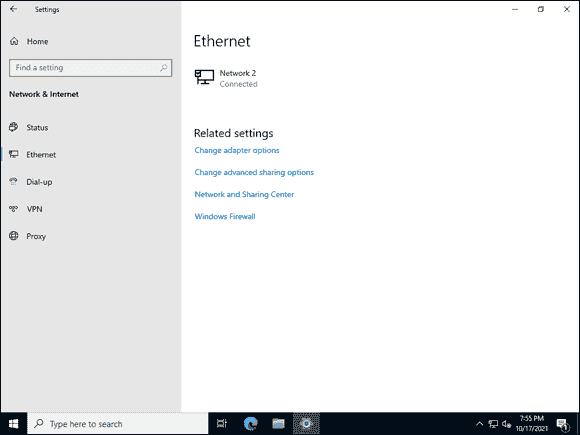 Settings
Home
Find a setting
Network & Internet
Status
Ethernet
Dial-up
VPN
Proxy
Ethernet
Network 2
Connected
Related settings
Change adapter options
Change advanced sharing options
Network and Sharing Center
Windows Firewall
Type here to search
7:55 PM
10/17/2021
1